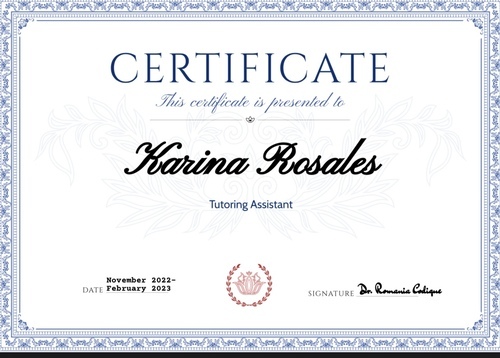 CERTIFICATE
This certificate is presented to
Karina Rosales
Tutoring Assistant
November 2022-
DATE February 2023
SIGNATURE Dr. Romania Codique